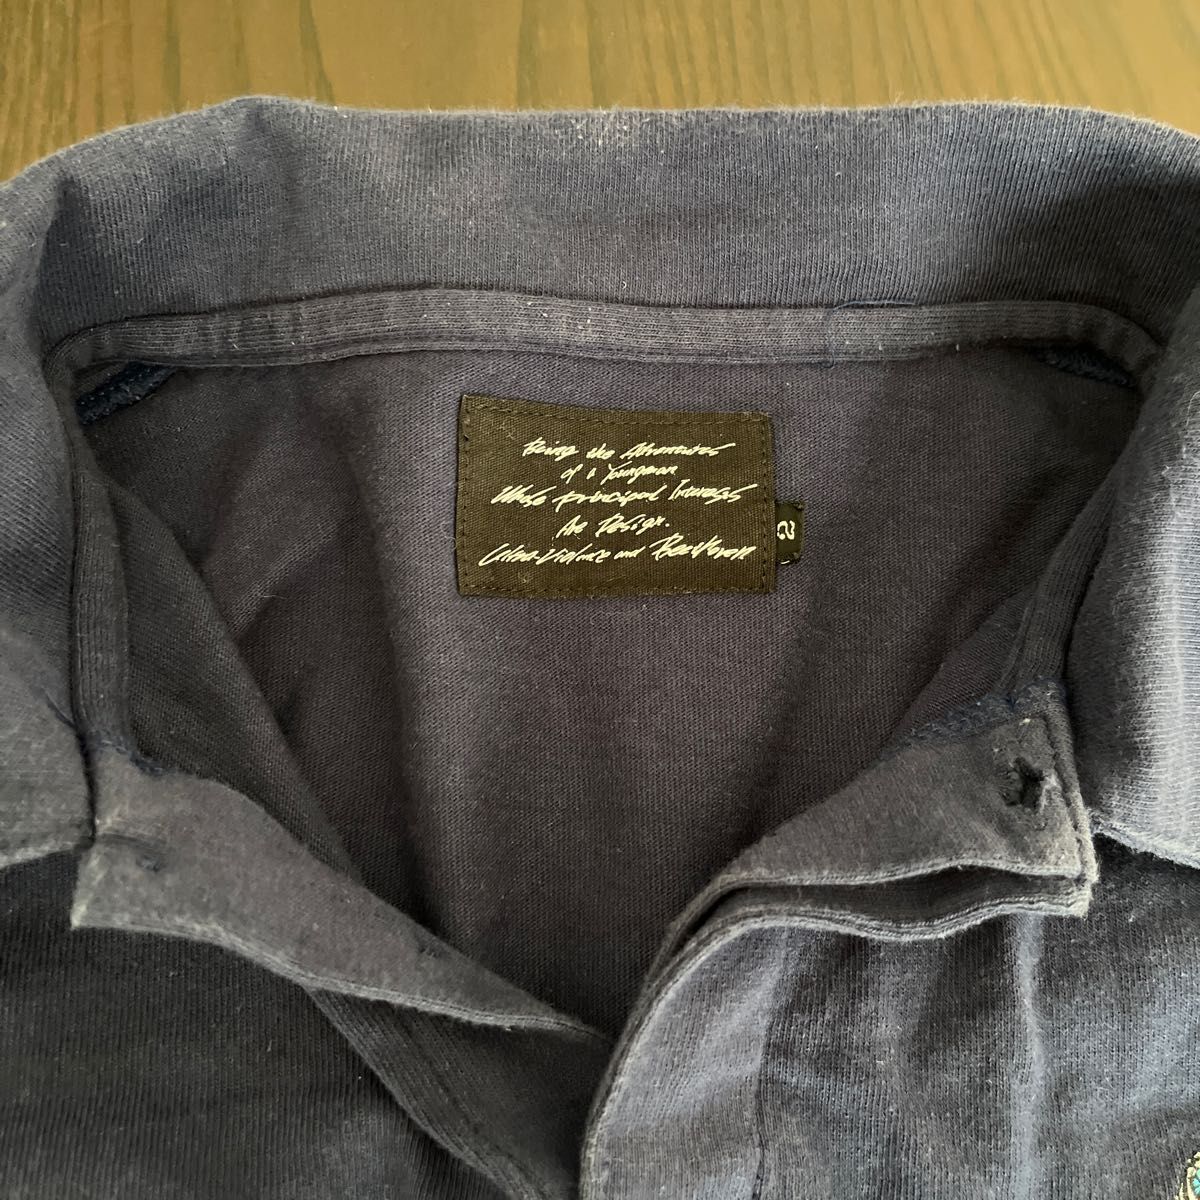 Being the Adventures
of a Youngman
Whose principal Interests
Are Design.
Ultra-Violence and Beethoven.
2